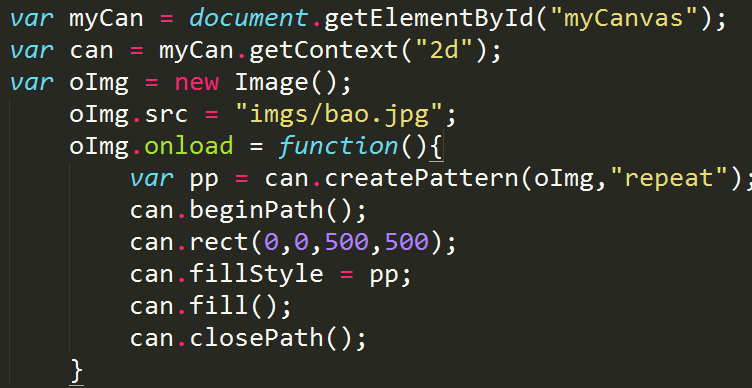 var myCan = document.getElementById("myCanvas");
var can = myCan.getContext("2d");
var oImg = new Image();
    oImg.src = "imgs/bao.jpg";
    oImg.onload = function(){
        var pp = can.createPattern(oImg,"repeat");
        can.beginPath();
        can.rect(0,0,500,500);
        can.fillStyle = pp;
        can.fill();
        can.closePath();
    }